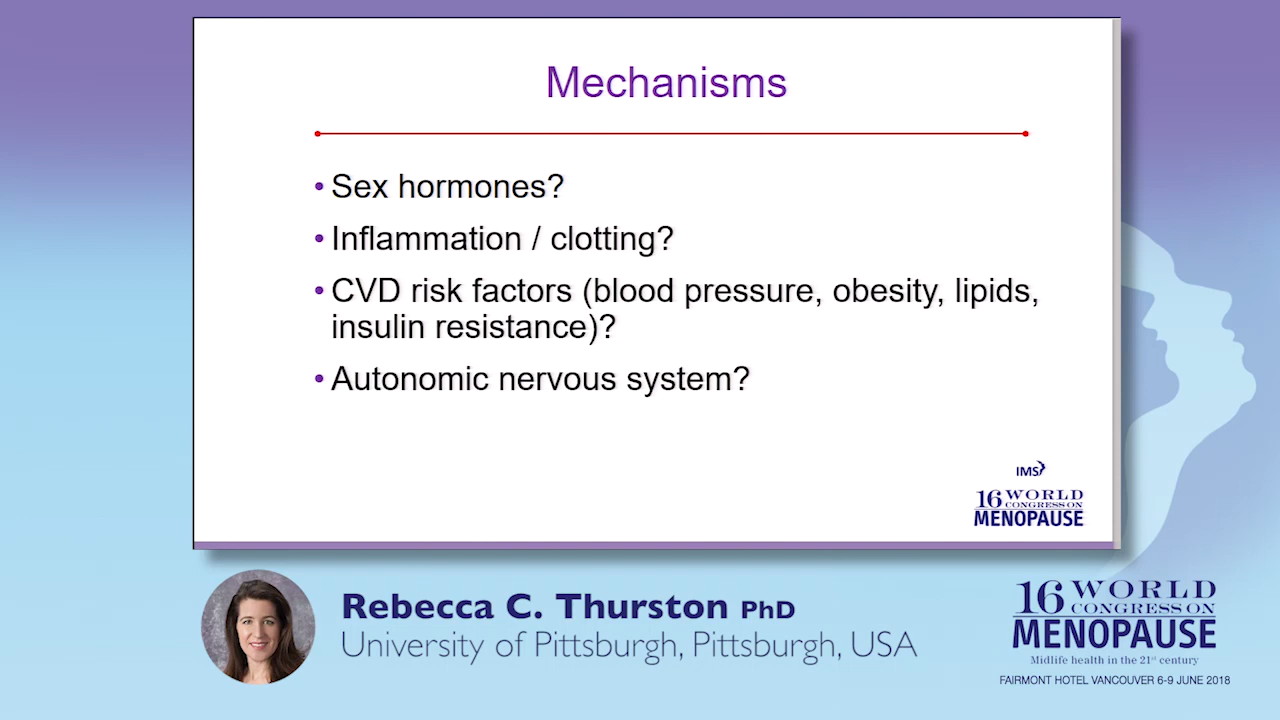 Mechanisms
• Sex hormones?
• Inflammation / clotting?
• CVD risk factors (blood pressure, obesity, lipids,
insulin resistance)?
• Autonomic nervous system?
IMS
16 WORLD
CONGRESS ON
MENOPAUSE
Rebecca C. Thurston PhD
University of Pittsburgh, Pittsburgh, USA
16 WORLD
CONGRESS ON
MENOPAUSE
Midlife health in the 21st century
FAIRMONT HOTEL VANCOUVER 6-9 JUNE 2018